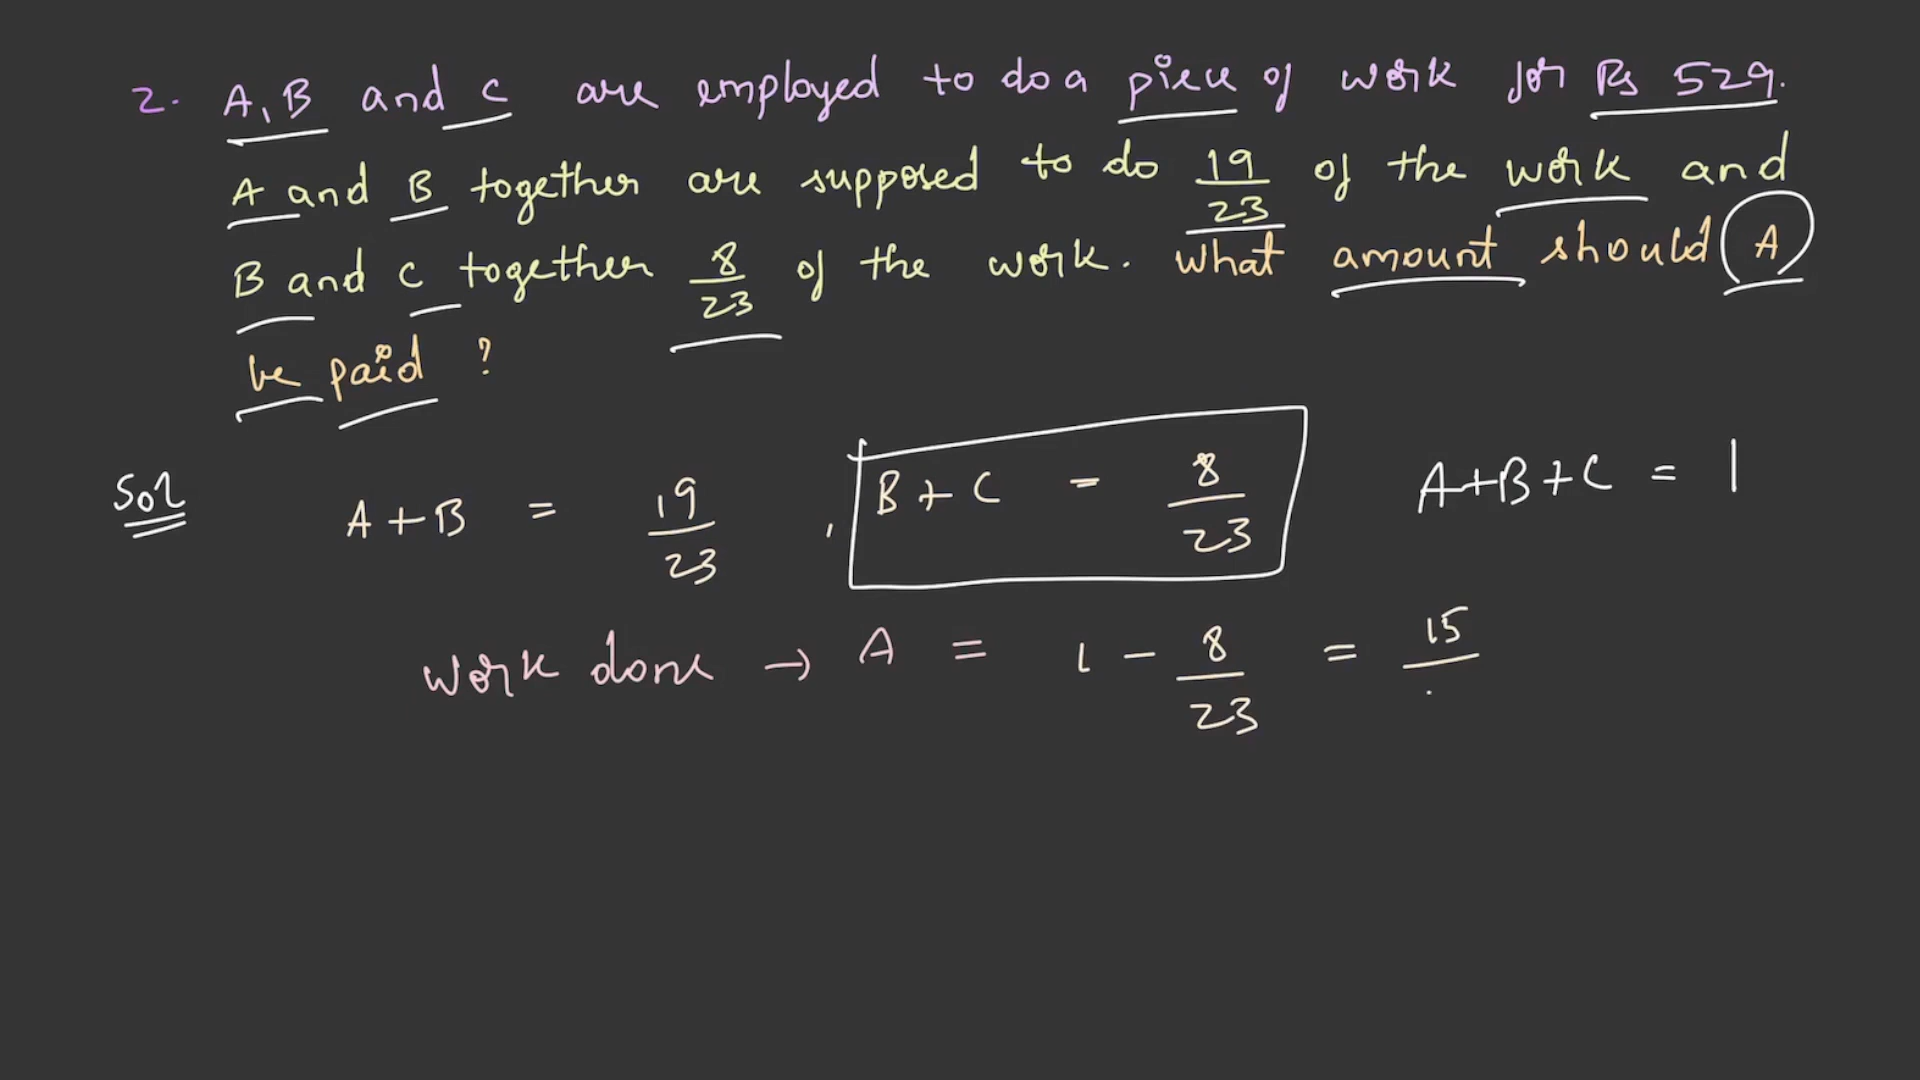 2. A, B and C are employed to do a piece of work for Rs 529.
A and B together are supposed to do 19/23 of the work and
B and C together 8/23 of the work. What amount should A
be paid ?
Sol A + B = 19/23 , B + C = 8/23 A+B+C = 1
Work done → A = 1 - 8/23 = 15/